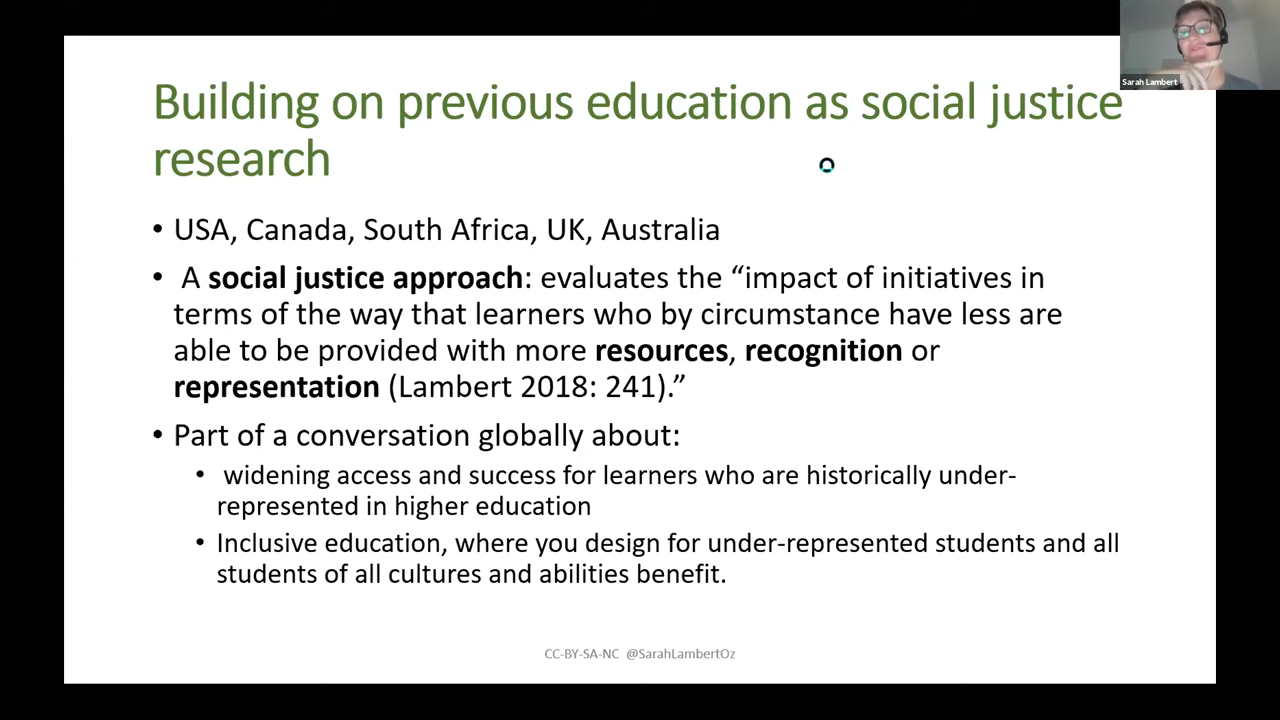 Building on previous education as social justice
research
• USA, Canada, South Africa, UK, Australia
• A social justice approach: evaluates the “impact of initiatives in
terms of the way that learners who by circumstance have less are
able to be provided with more resources, recognition or
representation (Lambert 2018: 241).”
• Part of a conversation globally about:
• widening access and success for learners who are historically under-
represented in higher education
• Inclusive education, where you design for under-represented students and all
students of all cultures and abilities benefit.
CC-BY-SA-NC @SarahLambertOz
Sarah Lambert